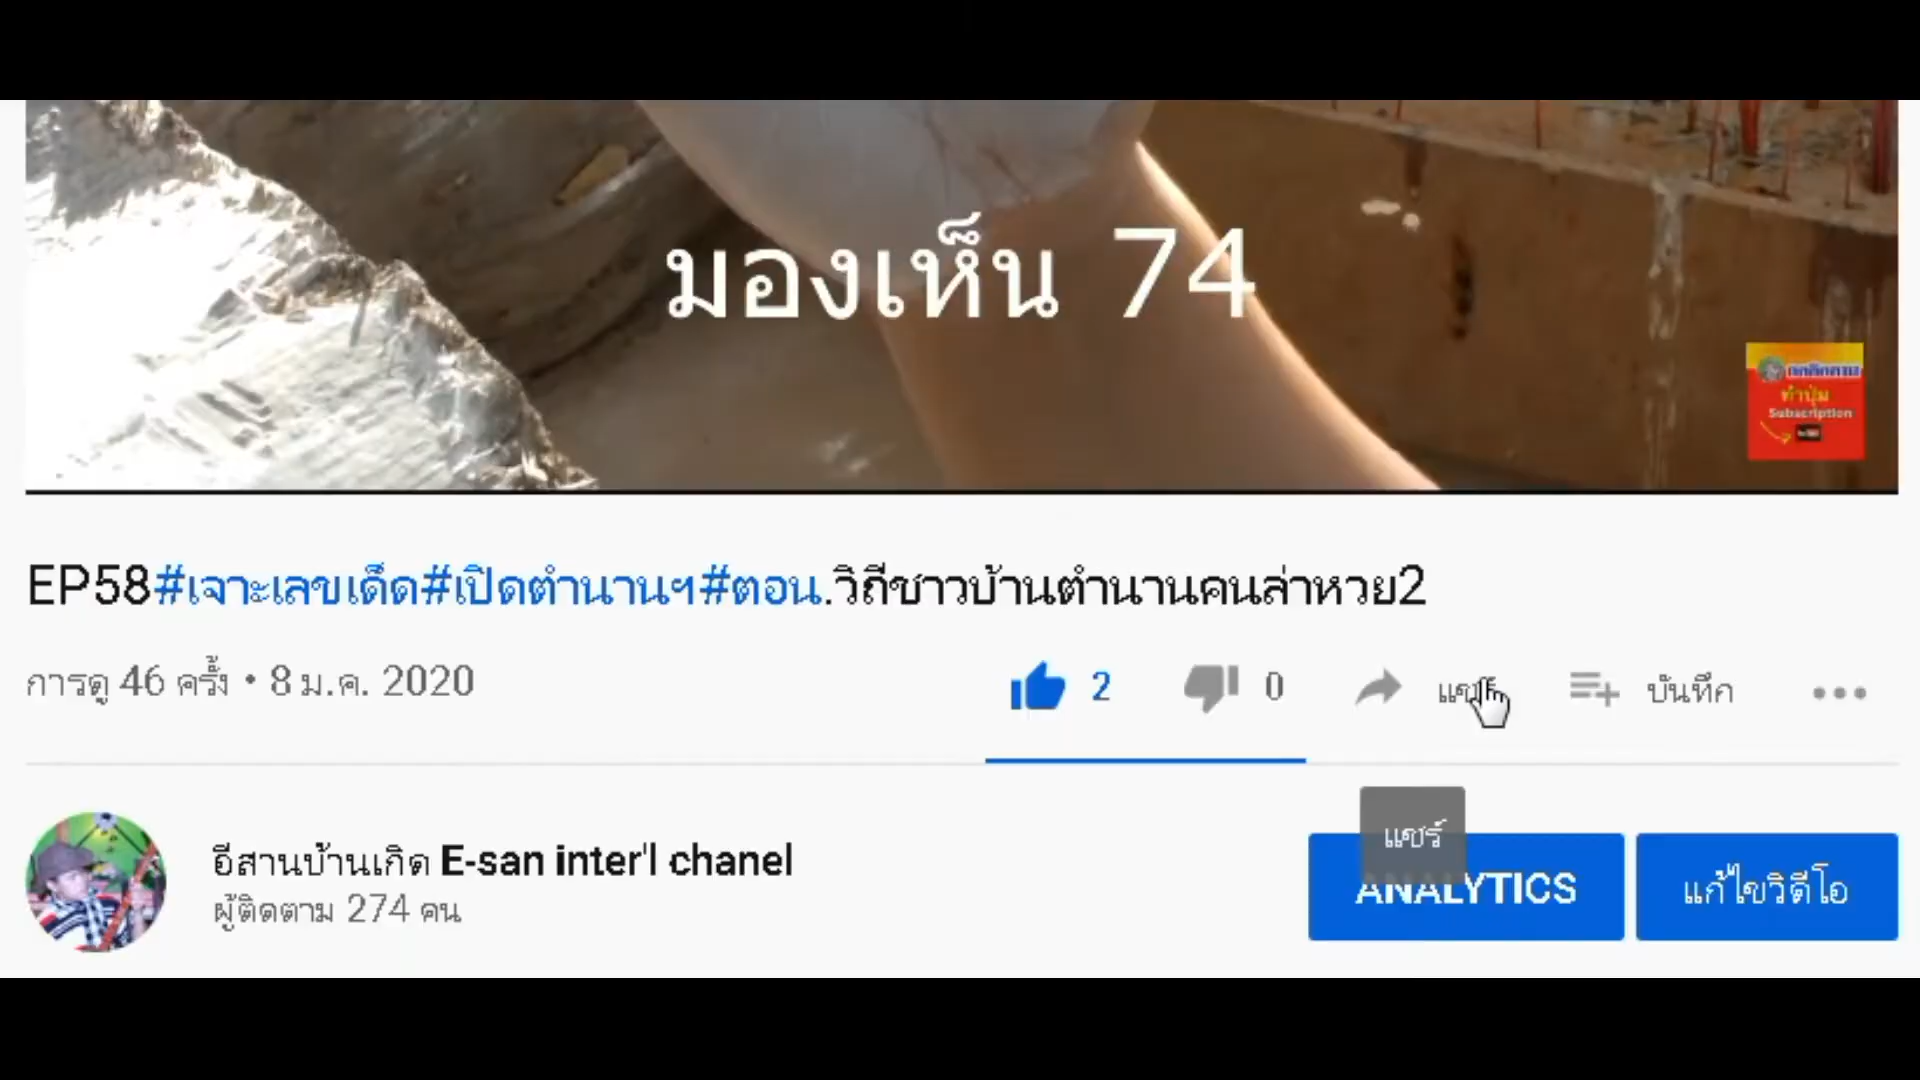 มองเห็น 74
ทำปุ่ม
Subscription
EP58#เจาะเลขเด็ด#เปิดตำนานฯ#ตอน.วิถีชาวบ้านตำนานคนล่าหวย2
การดู 46 ครั้ง • 8 ม.ค. 2020
2 0 บันทึก
แชร์
อีสานบ้านเกิด E-san inter'l chanel
ผู้ติดตาม 274 คน
ANALYTICS แก้ไขวิดีโอ